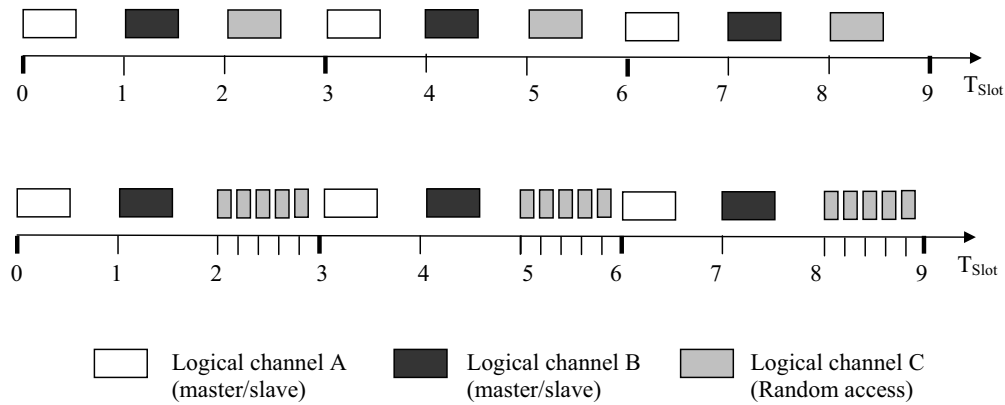 0 1 2 3 4 5 6 7 8 9 T_Slot
0 1 2 3 4 5 6 7 8 9 T_Slot
Logical channel A Logical channel B Logical channel C
(master/slave) (master/slave) (Random access)